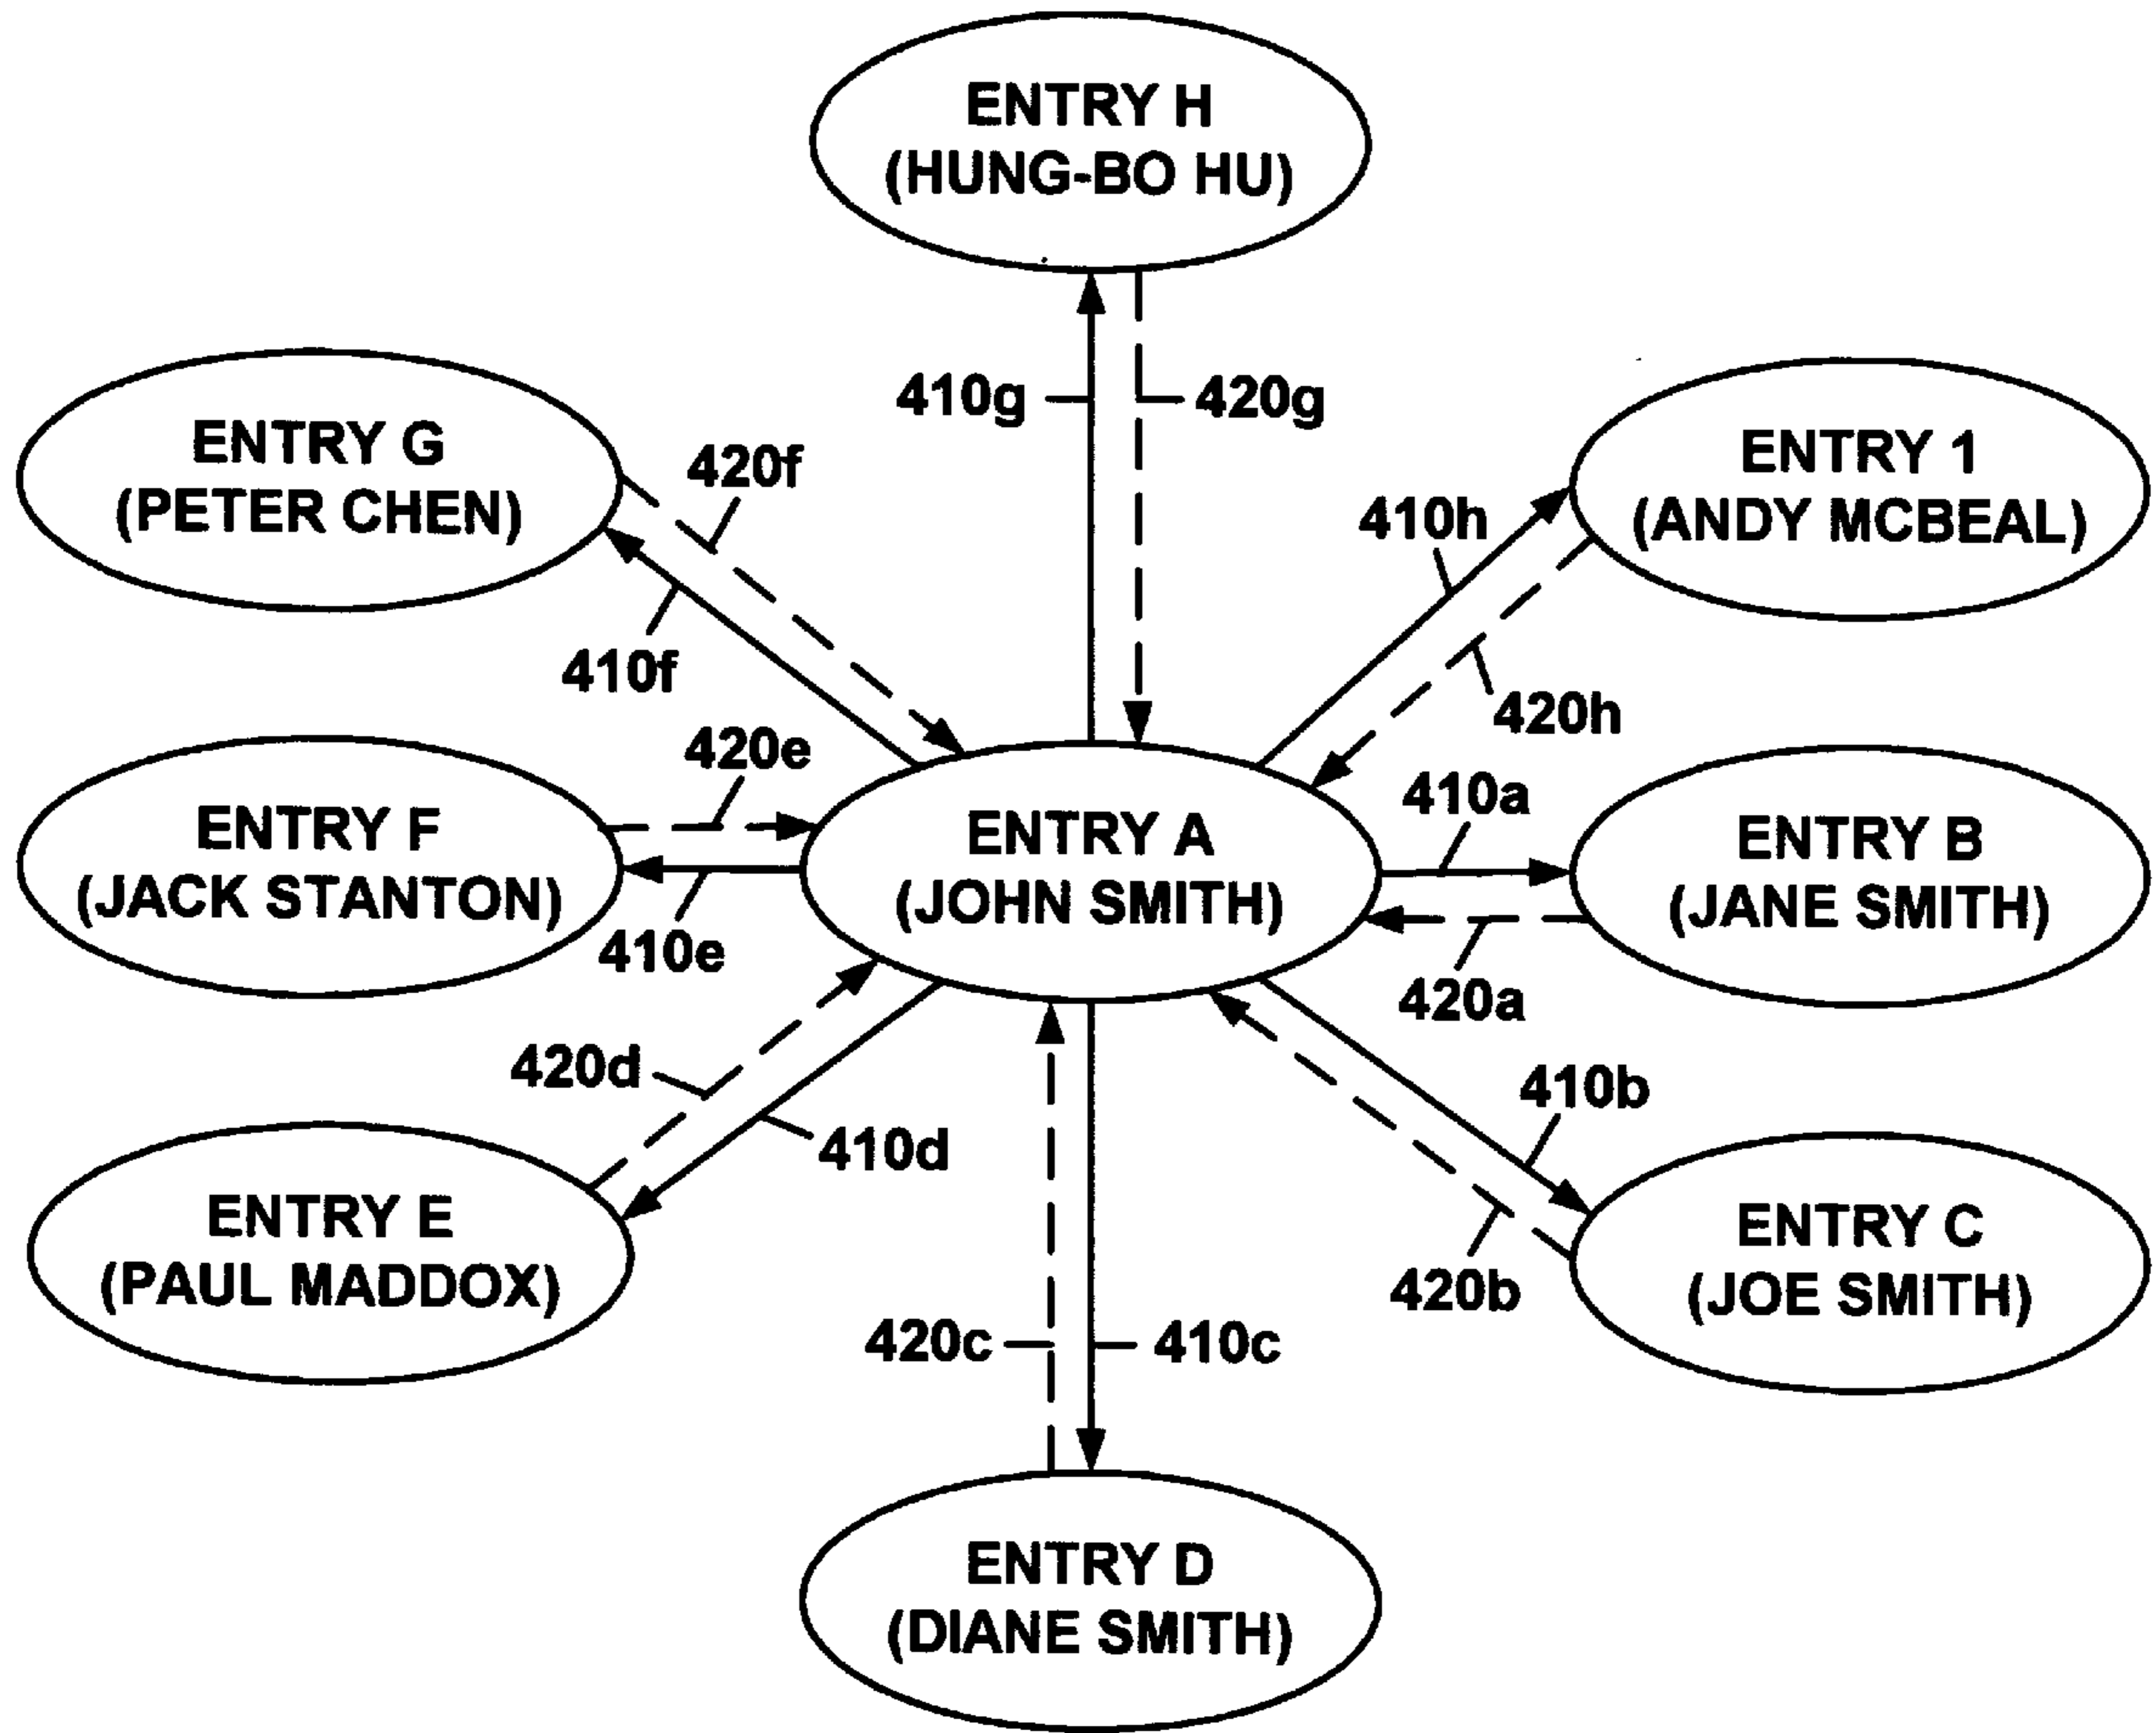 ENTRY H
(HUNG-BO HU)
410g
420g
ENTRY G
(PETER CHEN)
420f
ENTRY 1
(ANDY MCBEAL)
410h
410f
420h
420e
410a
ENTRY F
(JACK STANTON)
ENTRY A
(JOHN SMITH)
ENTRY B
(JANE SMITH)
410e
420a
420d
410b
410d
ENTRY E
(PAUL MADDOX)
ENTRY C
(JOE SMITH)
420b
420c
410c
ENTRY D
(DIANE SMITH)